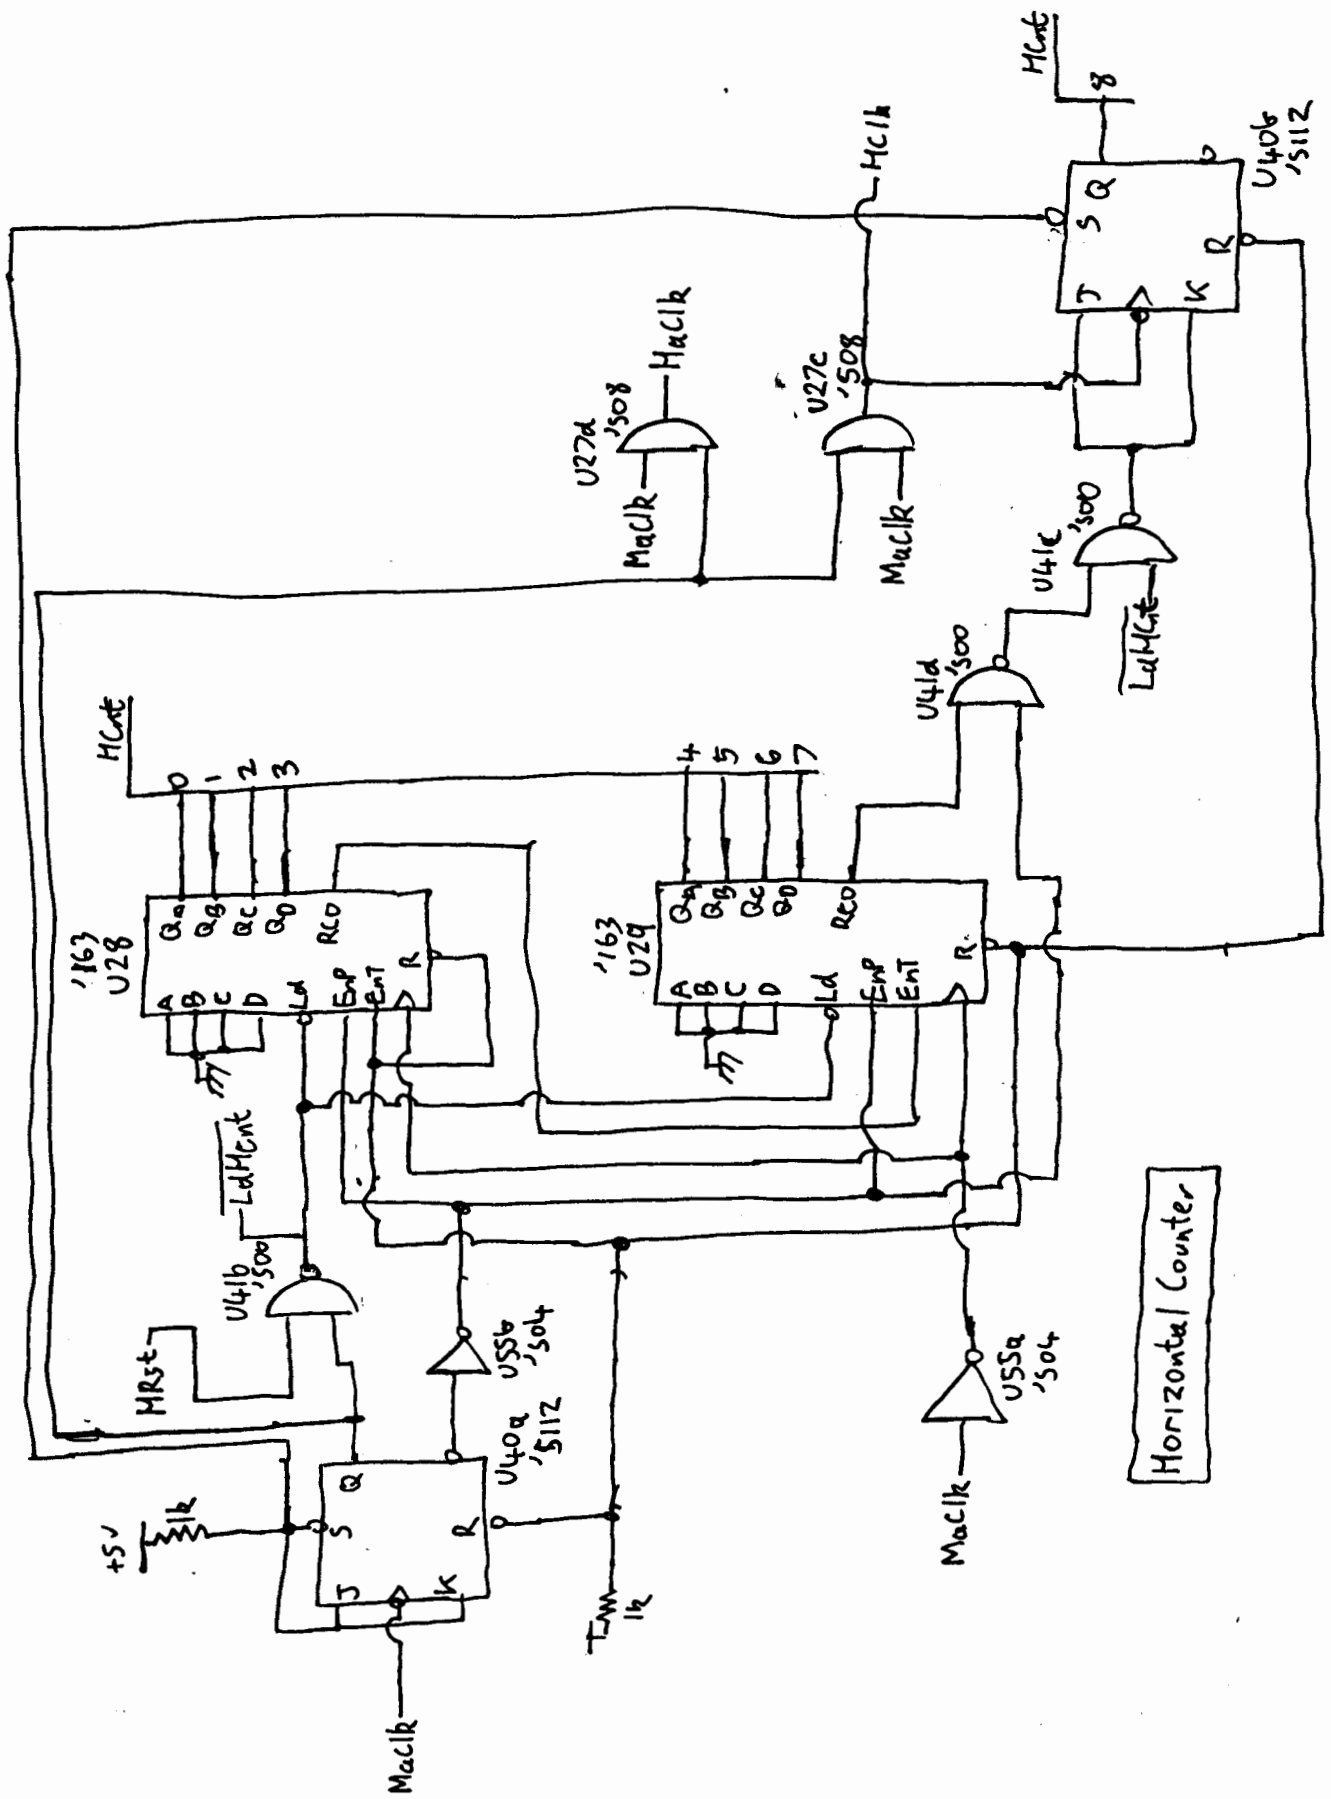 MaClk
+5V
1k
J
K
S
R
Q
U40a
'S112
T
1k
MRst
U41b
'S00
LdHCnt
U55b
'S04
MaClk
U55a
'S04
'163
U28
A
B
C
D
Ld
EnP
EnT
R
QA
QB
QC
QD
RCO
HCnt
0
1
2
3
'163
U29
A
B
C
D
Ld
EnP
EnT
R
QA
QB
QC
QD
RCO
4
5
6
7
U41d
'S00
LdHCnt
U41c
'S00
MaClk
U27d
'S08
HaClk
MaClk
U27c
'S08
HClk
J
K
S
R
Q
U40b
'S112
HCnt
8
Horizontal Counter